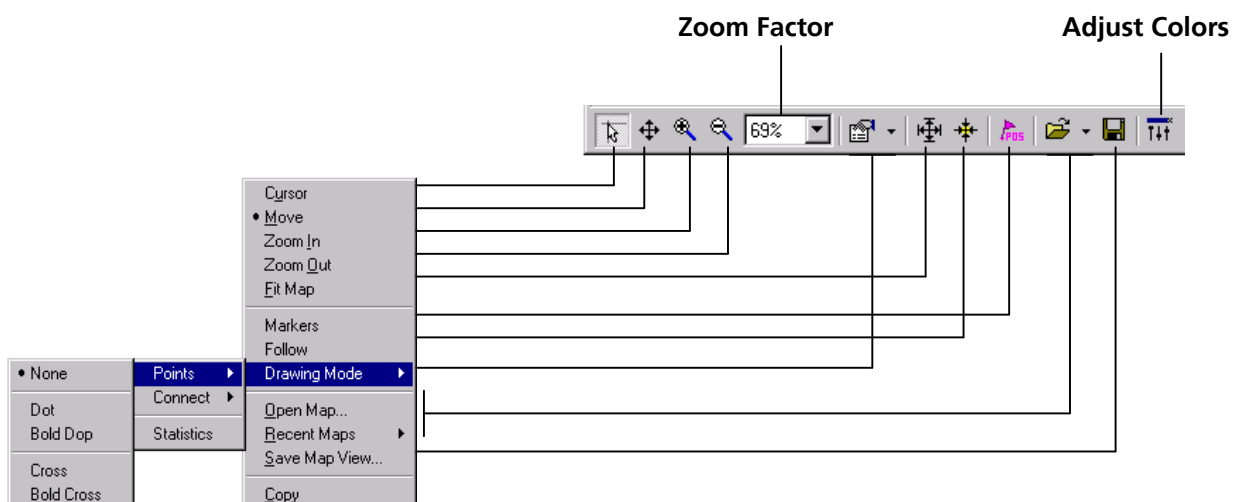 Zoom Factor
Adjust Colors
69%
POS
Cursor
Move
Zoom In
Zoom Out
Fit Map
Markers
Follow
Drawing Mode
Open Map...
Recent Maps
Save Map View...
Copy
Points
Connect
Statistics
None
Dot
Bold Dop
Cross
Bold Cross